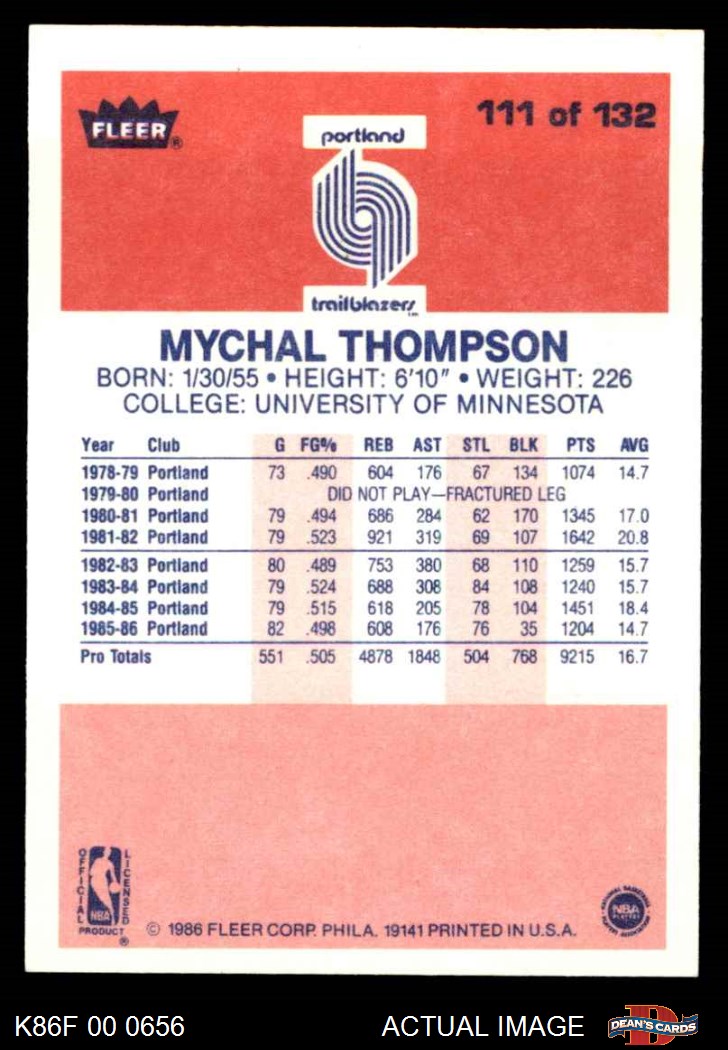 FLEER®
111 of 132
portland
trailblazers™
MYCHAL THOMPSON
BORN: 1/30/55 • HEIGHT: 6'10" • WEIGHT: 226
COLLEGE: UNIVERSITY OF MINNESOTA
Year Club G FG% REB AST STL BLK PTS AVG
1978-79 Portland 73 .490 604 176 67 134 1074 14.7
1979-80 Portland DID NOT PLAY—FRACTURED LEG
1980-81 Portland 79 .494 686 284 62 170 1345 17.0
1981-82 Portland 79 .523 921 319 69 107 1642 20.8
1982-83 Portland 80 .489 753 380 68 110 1259 15.7
1983-84 Portland 79 .524 688 308 84 108 1240 15.7
1984-85 Portland 79 .515 618 205 78 104 1451 18.4
1985-86 Portland 82 .498 608 176 76 35 1204 14.7
Pro Totals 551 .505 4878 1848 504 768 9215 16.7
OFFICIAL
LICENSED
NBA
PRODUCT ®
© 1986 FLEER CORP. PHILA. 19141 PRINTED IN U.S.A.
NATIONAL BASKETBALL
NBA
PLAYERS
PLAYERS ASSOCIATION
K86F 00 0656
ACTUAL IMAGE
DEAN'S CARDS